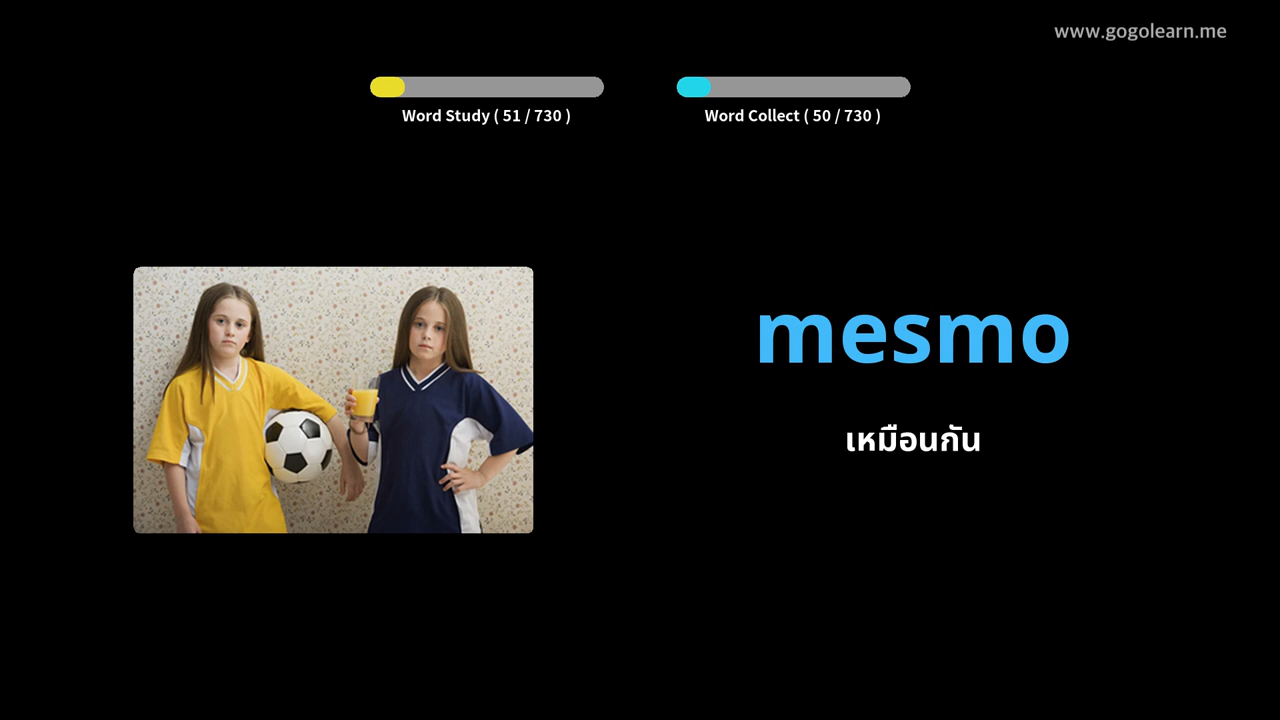 www.gogolearn.me
Word Study ( 51 / 730 )
Word Collect ( 50 / 730 )
mesmo
เหมือนกัน